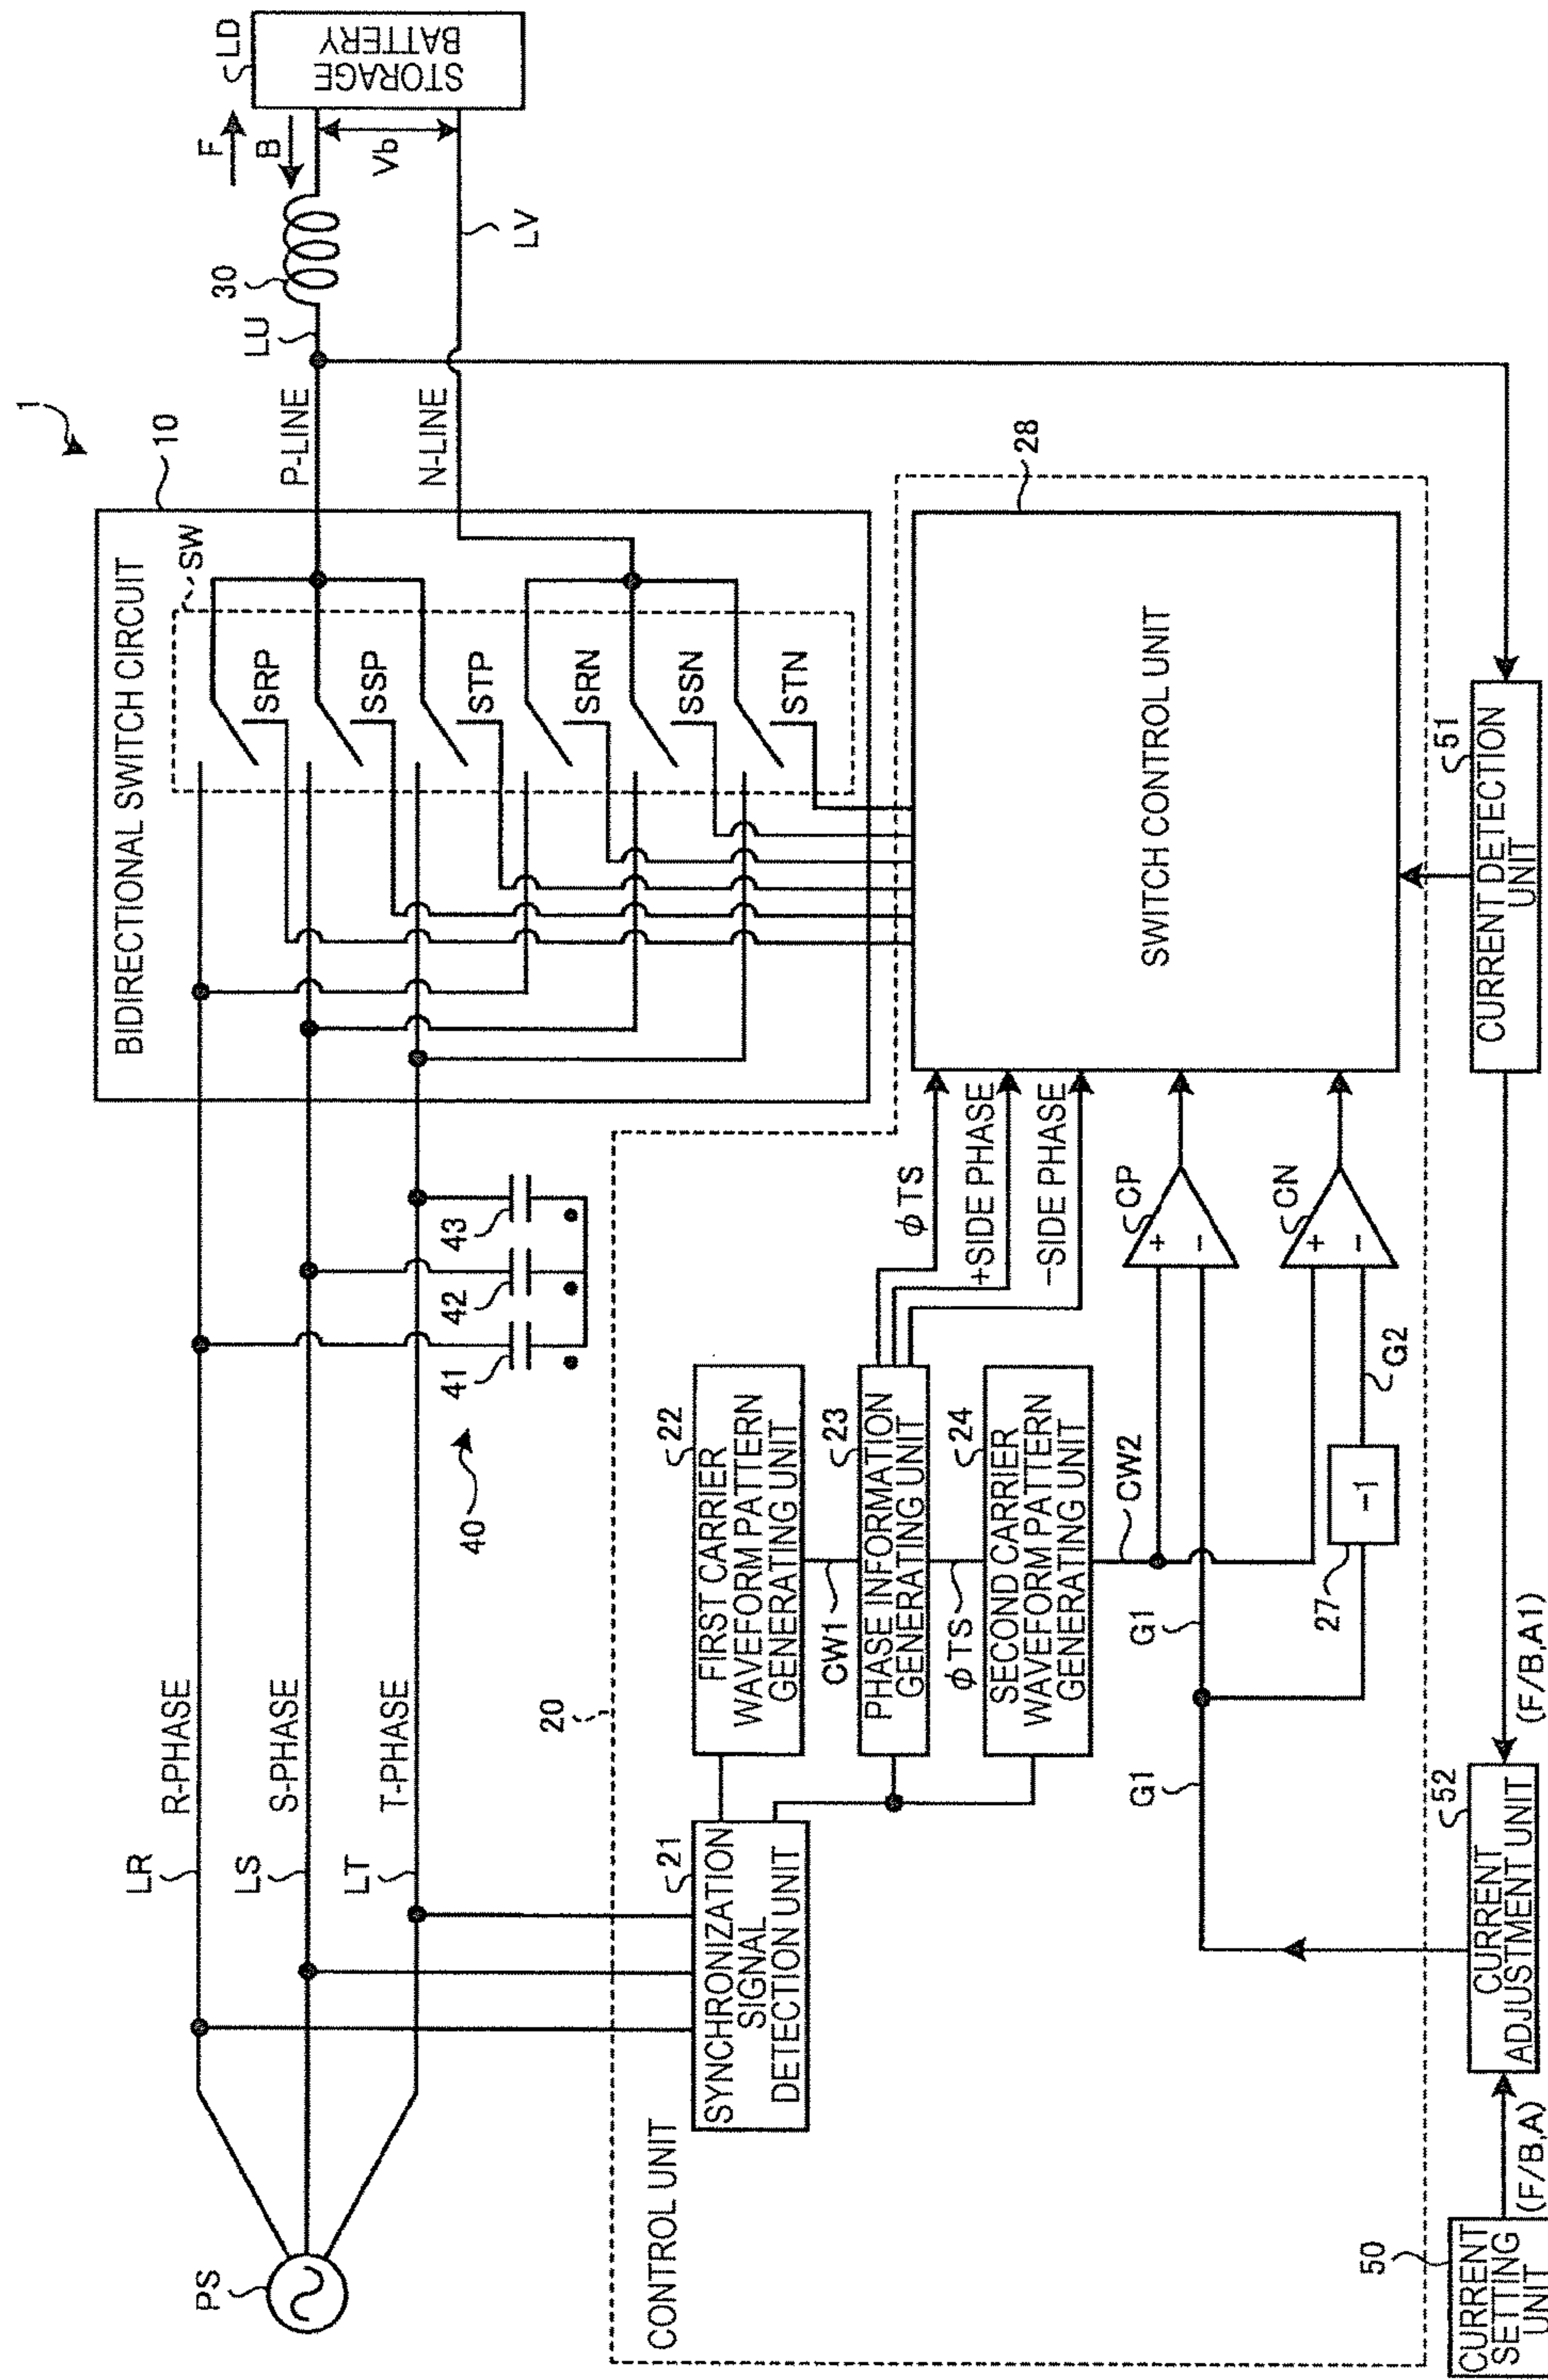 1
BIDIRECTIONAL SWITCH CIRCUIT
10
SW
SRP
SSP
STP
SRN
SSN
STN
PS
LR
R-PHASE
LS
S-PHASE
LT
T-PHASE
40
41
42
43
P-LINE
N-LINE
LU
30
F
B
Vb
LV
LD
STORAGE
BATTERY
CONTROL UNIT
20
SYNCHRONIZATION
SIGNAL
DETECTION UNIT
21
FIRST CARRIER
WAVEFORM PATTERN
GENERATING UNIT
22
CW1
PHASE INFORMATION
GENERATING UNIT
23
ϕTS
SECOND CARRIER
WAVEFORM PATTERN
GENERATING UNIT
24
CW2
ϕTS
+SIDE PHASE
−SIDE PHASE
G1
G1
27
−1
G2
+
−
CP
+
−
CN
SWITCH CONTROL UNIT
28
CURRENT
SETTING
UNIT
50
(F/B,A)
CURRENT
ADJUSTMENT UNIT
52
(F/B,A1)
CURRENT DETECTION
UNIT
51